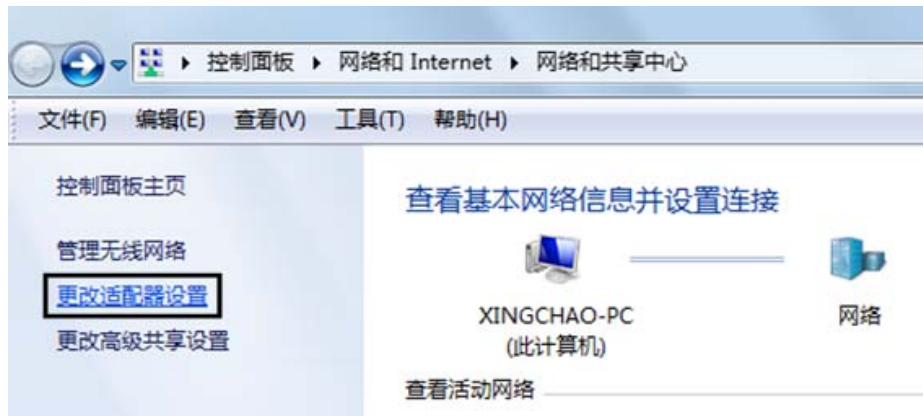 控制面板 ▸ 网络和 Internet ▸ 网络和共享中心
文件(F) 编辑(E) 查看(V) 工具(T) 帮助(H)
控制面板主页
管理无线网络
更改适配器设置
更改高级共享设置
查看基本网络信息并设置连接
XINGCHAO-PC
(此计算机)
网络
查看活动网络